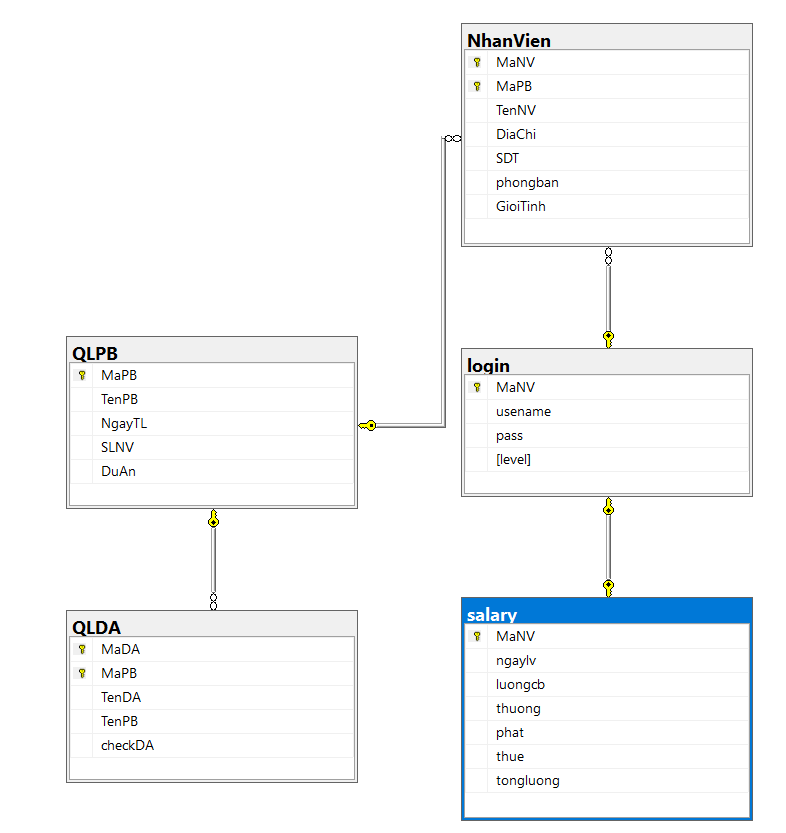 NhanVien
MaNV
MaPB
TenNV
DiaChi
SDT
phongban
GioiTinh
QLPB
MaPB
TenPB
NgayTL
SLNV
DuAn
login
MaNV
usename
pass
[level]
QLDA
MaDA
MaPB
TenDA
TenPB
checkDA
salary
MaNV
ngaylv
luongcb
thuong
phat
thue
tongluong